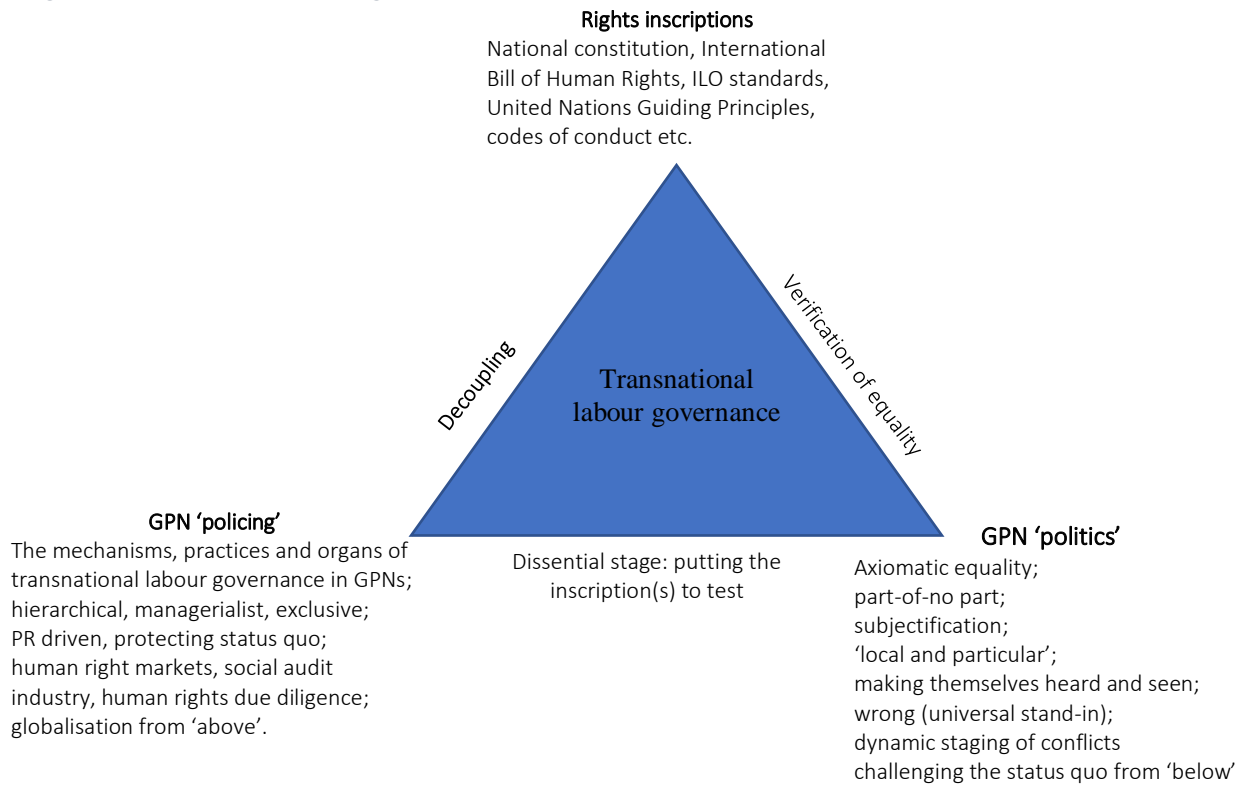 Rights inscriptions
National constitution, International
Bill of Human Rights, ILO standards,
United Nations Guiding Principles,
codes of conduct etc.
Decoupling
Verification of equality
Transnational
labour governance
GPN ‘policing’
The mechanisms, practices and organs of
transnational labour governance in GPNs;
hierarchical, managerialist, exclusive;
PR driven, protecting status quo;
human right markets, social audit
industry, human rights due diligence;
globalisation from ‘above’.
Dissential stage: putting the
inscription(s) to test
GPN ‘politics’
Axiomatic equality;
part-of-no part;
subjectification;
‘local and particular’;
making themselves heard and seen;
wrong (universal stand-in);
dynamic staging of conflicts
challenging the status quo from ‘below’